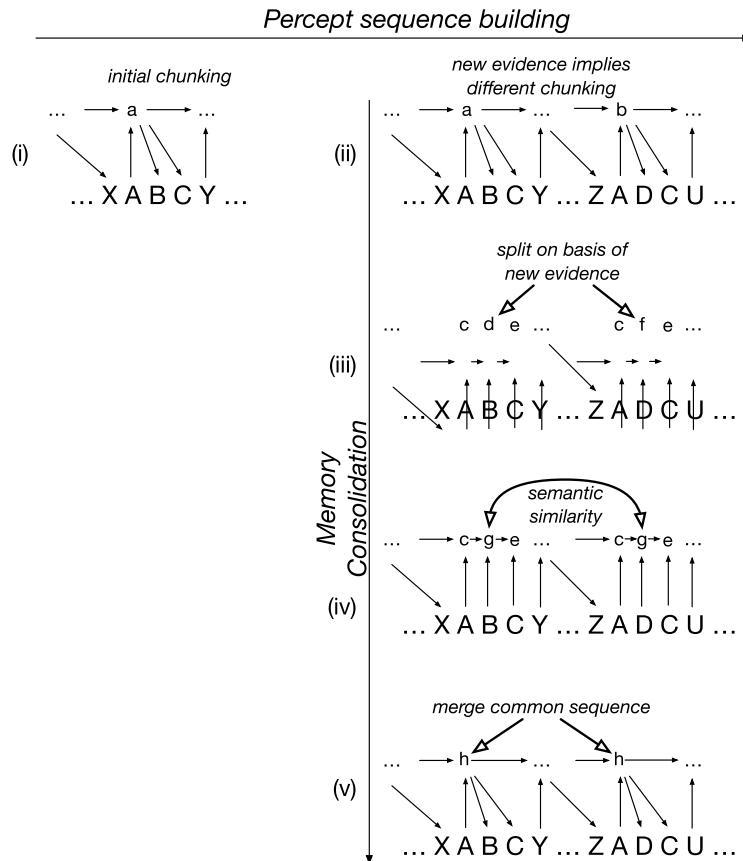 Percept sequence building
initial chunking
new evidence implies
different chunking
... a ...
... a ... b ...
(i)
(ii)
... X A B C Y ...
... X A B C Y ... Z A D C U ...
split on basis of
new evidence
... c d e ... c f e ...
(iii)
... X A B C Y ... Z A D C U ...
Memory
Consolidation
semantic
similarity
... c g e ... c g e ...
(iv)
... X A B C Y ... Z A D C U ...
merge common sequence
... h ... h ...
(v)
... X A B C Y ... Z A D C U ...